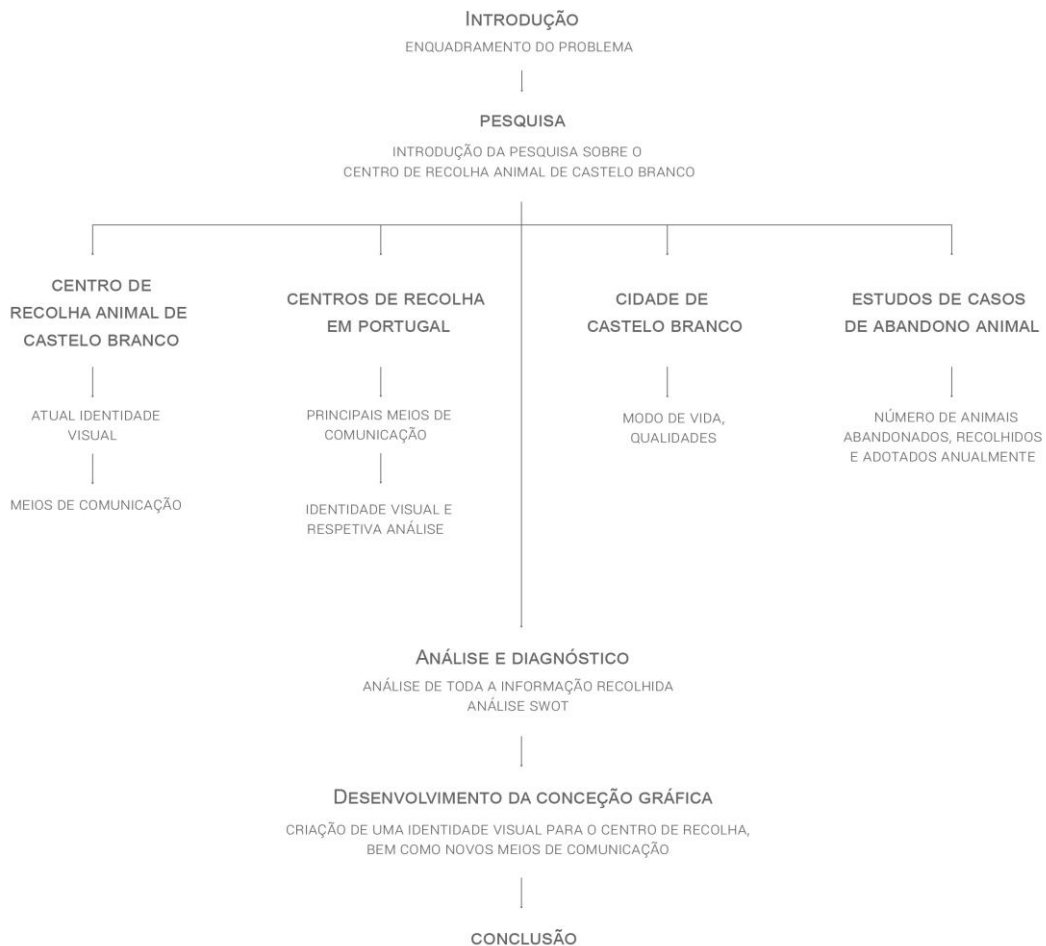 INTRODUÇÃO
ENQUADRAMENTO DO PROBLEMA
PESQUISA
INTRODUÇÃO DA PESQUISA SOBRE O
CENTRO DE RECOLHA ANIMAL DE CASTELO BRANCO
CENTRO DE
RECOLHA ANIMAL DE
CASTELO BRANCO
ATUAL IDENTIDADE
VISUAL
MEIOS DE COMUNICAÇÃO
CENTROS DE RECOLHA
EM PORTUGAL
PRINCIPAIS MEIOS DE
COMUNICAÇÃO
IDENTIDADE VISUAL E
RESPETIVA ANÁLISE
CIDADE DE
CASTELO BRANCO
MODO DE VIDA,
QUALIDADES
ESTUDOS DE CASOS
DE ABANDONO ANIMAL
NÚMERO DE ANIMAIS
ABANDONADOS, RECOLHIDOS
E ADOTADOS ANUALMENTE
ANÁLISE E DIAGNÓSTICO
ANÁLISE DE TODA A INFORMAÇÃO RECOLHIDA
ANÁLISE SWOT
DESENVOLVIMENTO DA CONCEÇÃO GRÁFICA
CRIAÇÃO DE UMA IDENTIDADE VISUAL PARA O CENTRO DE RECOLHA,
BEM COMO NOVOS MEIOS DE COMUNICAÇÃO
CONCLUSÃO